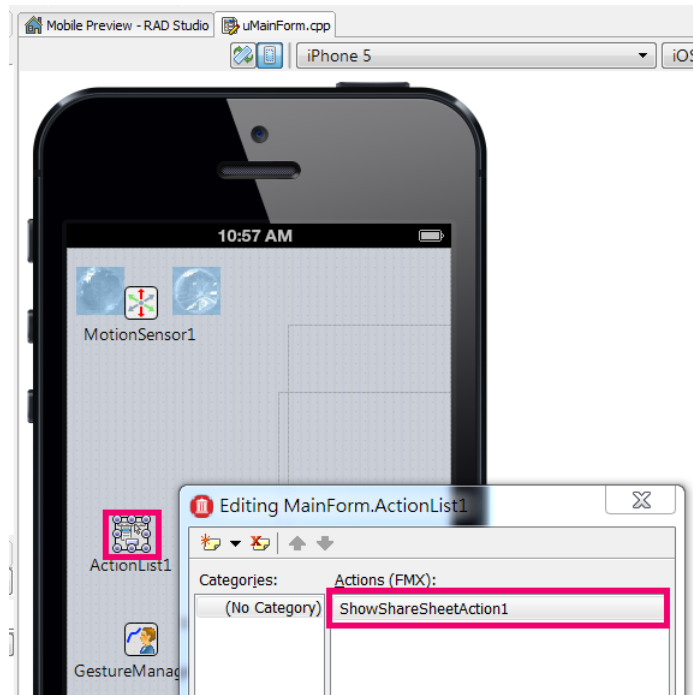 Mobile Preview - RAD Studio
uMainForm.cpp
iPhone 5
iOS
10:57 AM
MotionSensor1
Editing MainForm.ActionList1
ActionList1
Categories:
Actions (FMX):
(No Category)
ShowShareSheetAction1
GestureManag